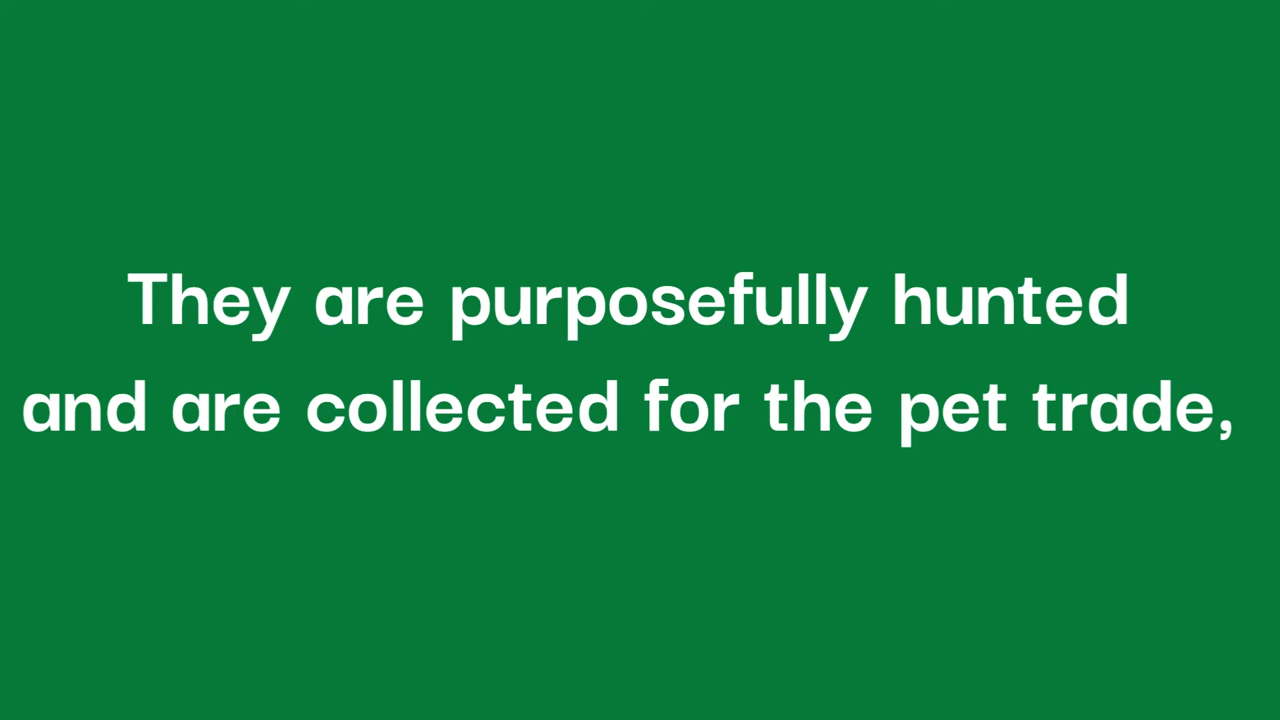 They are purposefully hunted
and are collected for the pet trade,